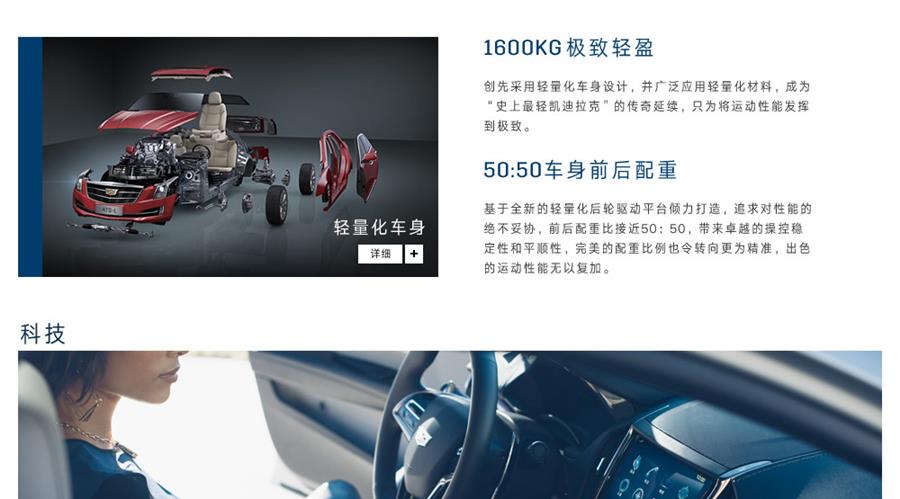 1600KG极致轻盈
创先采用轻量化车身设计，并广泛应用轻量化材料，成为
“史上最轻凯迪拉克”的传奇延续，只为将运动性能发挥
到极致。
50:50车身前后配重
基于全新的轻量化后轮驱动平台倾力打造，追求对性能的
绝不妥协，前后配重比接近50：50，带来卓越的操控稳
定性和平顺性，完美的配重比例也令转向更为精准，出色
的运动性能无以复加。
ATS-L
轻量化车身
详细 +
科技